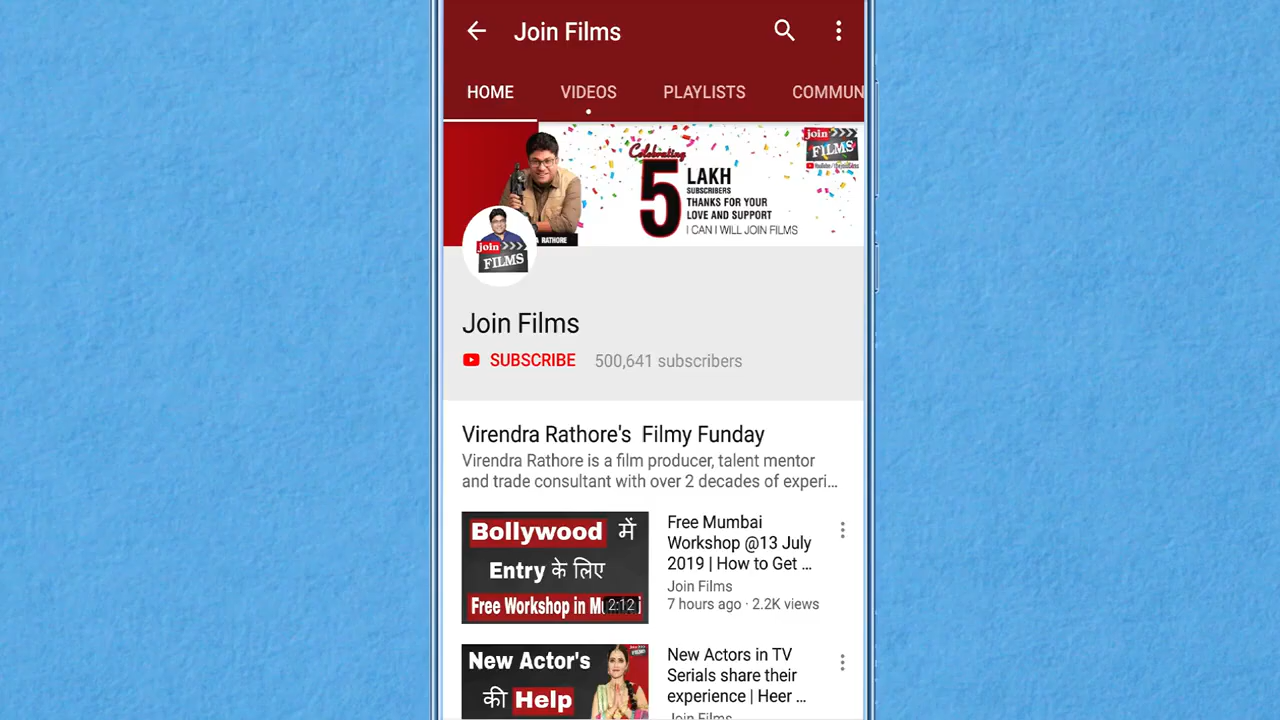 Join Films
HOME VIDEOS PLAYLISTS COMMUN
Celebrating
5 LAKH
SUBSCRIBERS
THANKS FOR YOUR
LOVE AND SUPPORT
I CAN I WILL JOIN FILMS
join
FILMS
A RATHORE
join
FILMS
Join Films
SUBSCRIBE 500,641 subscribers
Virendra Rathore's Filmy Funday
Virendra Rathore is a film producer, talent mentor
and trade consultant with over 2 decades of experi...
Bollywood में
Entry के लिए
Free Workshop in
2:12
Free Mumbai
Workshop @13 July
2019 | How to Get ...
Join Films
7 hours ago · 2.2K views
New Actor's
की Help
New Actors in TV
Serials share their
experience | Heer ...
Join Films